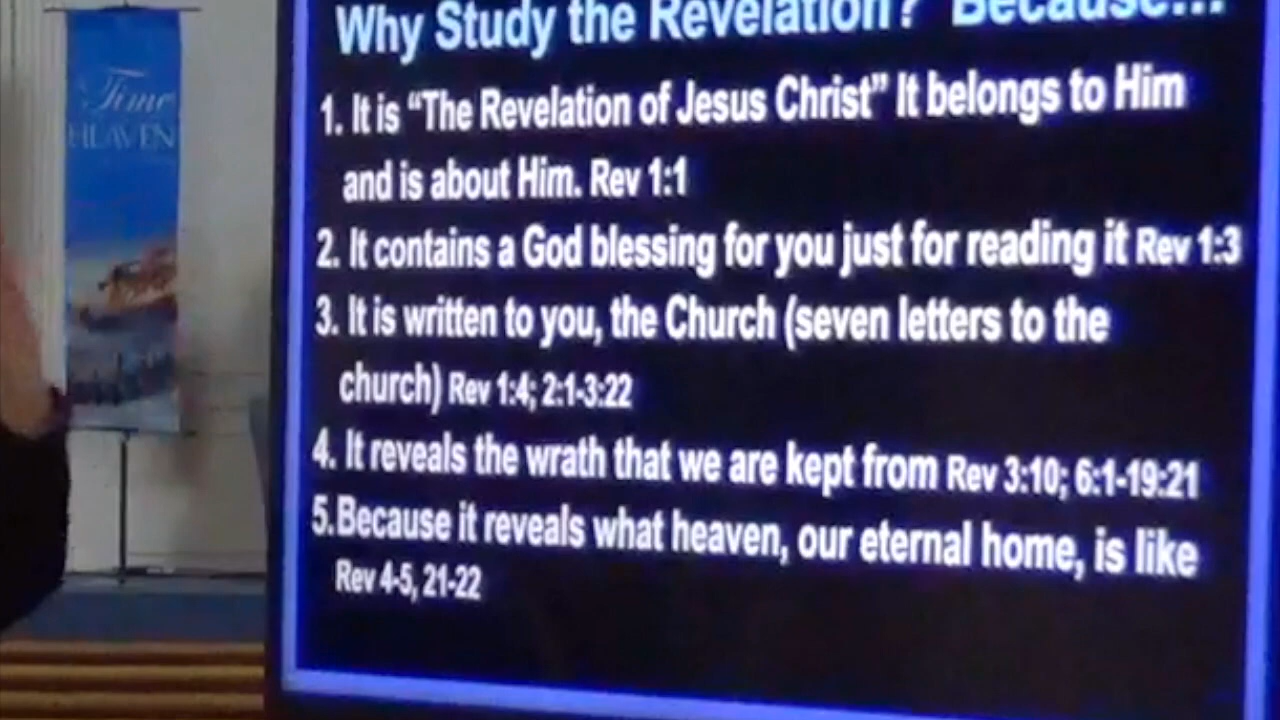 Time
HEAVEN
Why Study the Revelation? Because...
1. It is “The Revelation of Jesus Christ” It belongs to Him
and is about Him. Rev 1:1
2. It contains a God blessing for you just for reading it Rev 1:3
3. It is written to you, the Church (seven letters to the
church) Rev 1:4; 2:1-3:22
4. It reveals the wrath that we are kept from Rev 3:10; 6:1-19:21
5.Because it reveals what heaven, our eternal home, is like
Rev 4-5, 21-22